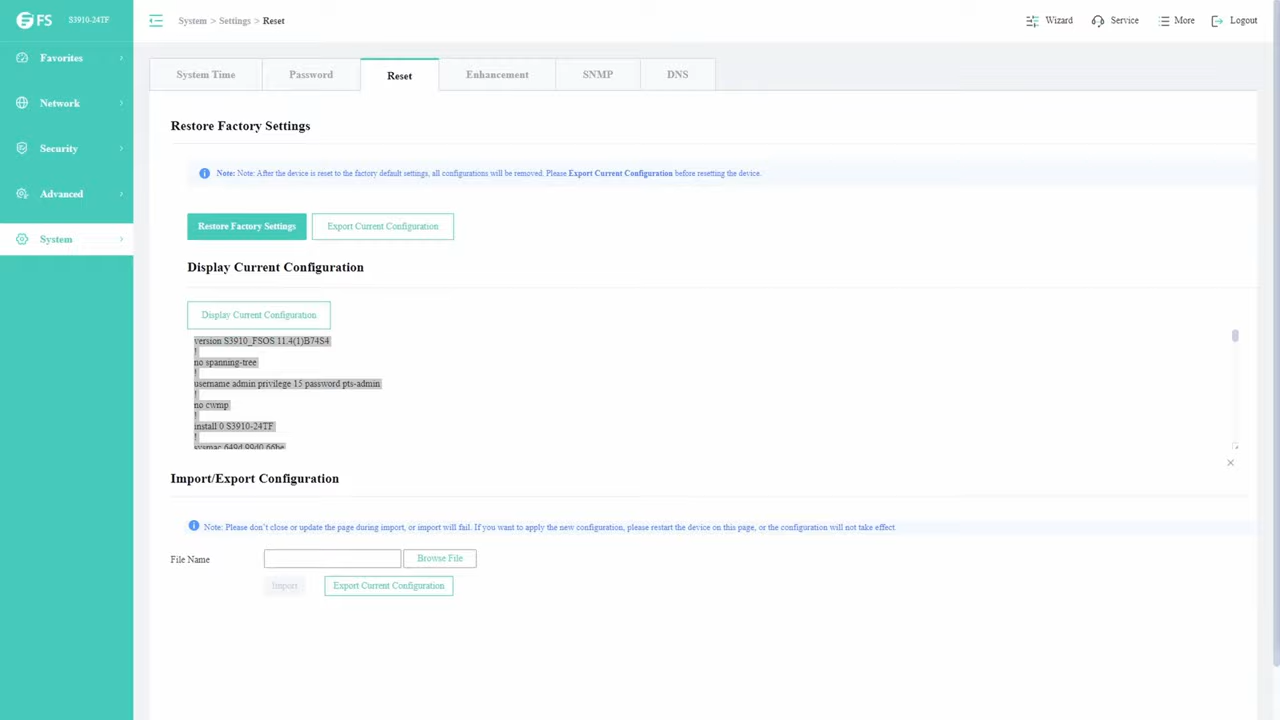 FS S3910-24TF
System > Settings > Reset
Wizard Service More Logout
Favorites
Network
Security
Advanced
System
System Time Password Reset Enhancement SNMP DNS
Restore Factory Settings
Note: Note: After the device is reset to the factory default settings, all configurations will be removed. Please Export Current Configuration before resetting the device.
Restore Factory Settings Export Current Configuration
Display Current Configuration
Display Current Configuration
version S3910_FSOS 11.4(1)B74S4
!
no spanning-tree
!
username admin privilege 15 password pts-admin
!
no cwmp
!
install 0 S3910-24TF
!
sysmac 649d.99d0.66be
Import/Export Configuration
Note: Please don't close or update the page during import, or import will fail. If you want to apply the new configuration, please restart the device on this page, or the configuration will not take effect.
File Name Browse File
Import Export Current Configuration